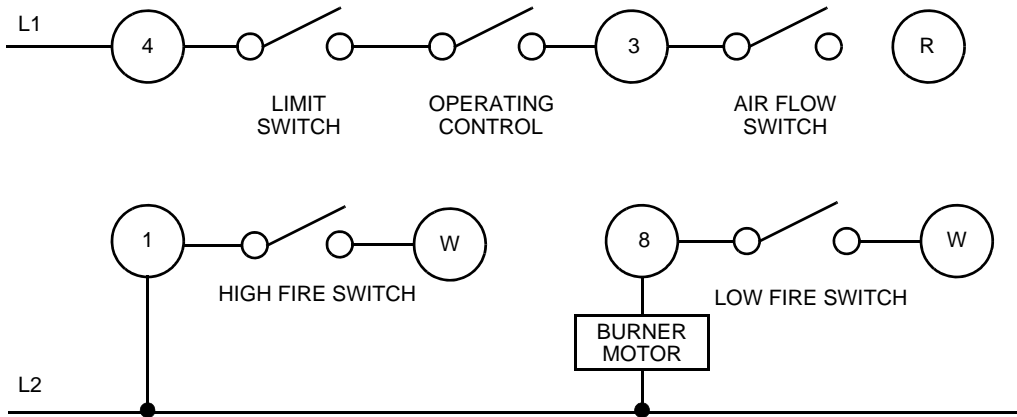 L1
4
3
R
LIMIT
SWITCH
OPERATING
CONTROL
AIR FLOW
SWITCH
1
W
8
W
HIGH FIRE SWITCH
LOW FIRE SWITCH
BURNER
MOTOR
L2